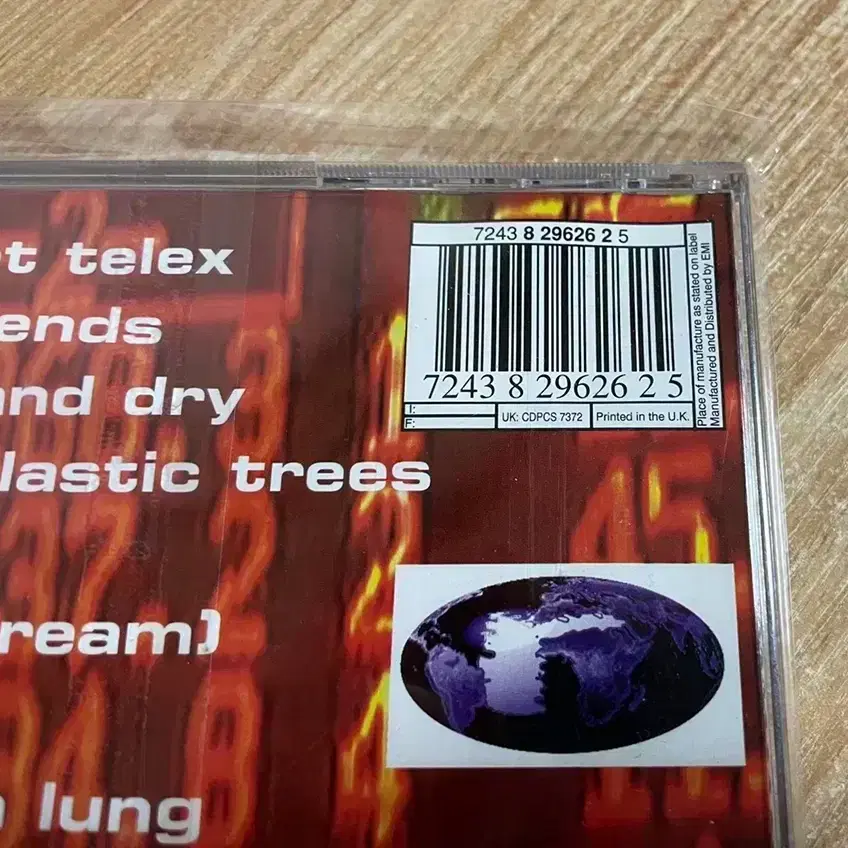 t telex
ends
nd dry
lastic trees
ream)
lung
7243 8 29626 2 5
7243 8 29626 2 5
I:
F:
UK: CDPCS 7372
Printed in the U.K.
Place of manufacture as stated on label
Manufactured and Distributed by EMI